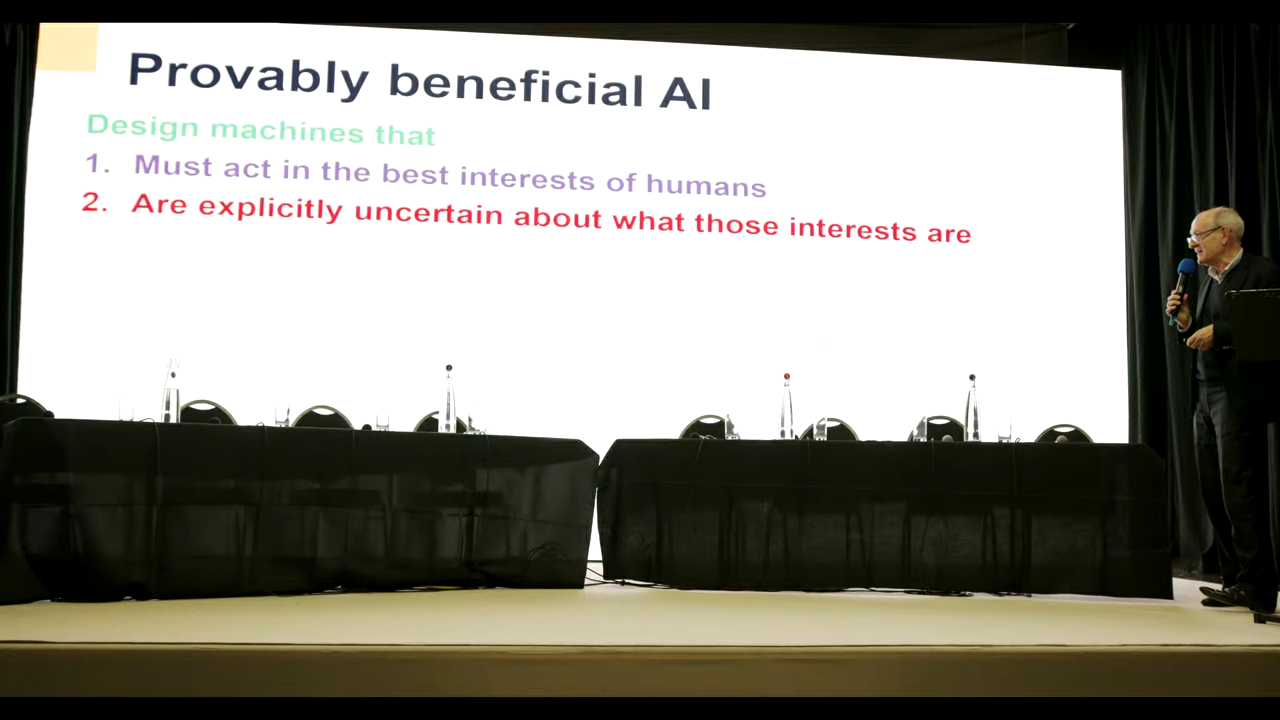 Provably beneficial AI
Design machines that
1. Must act in the best interests of humans
2. Are explicitly uncertain about what those interests are